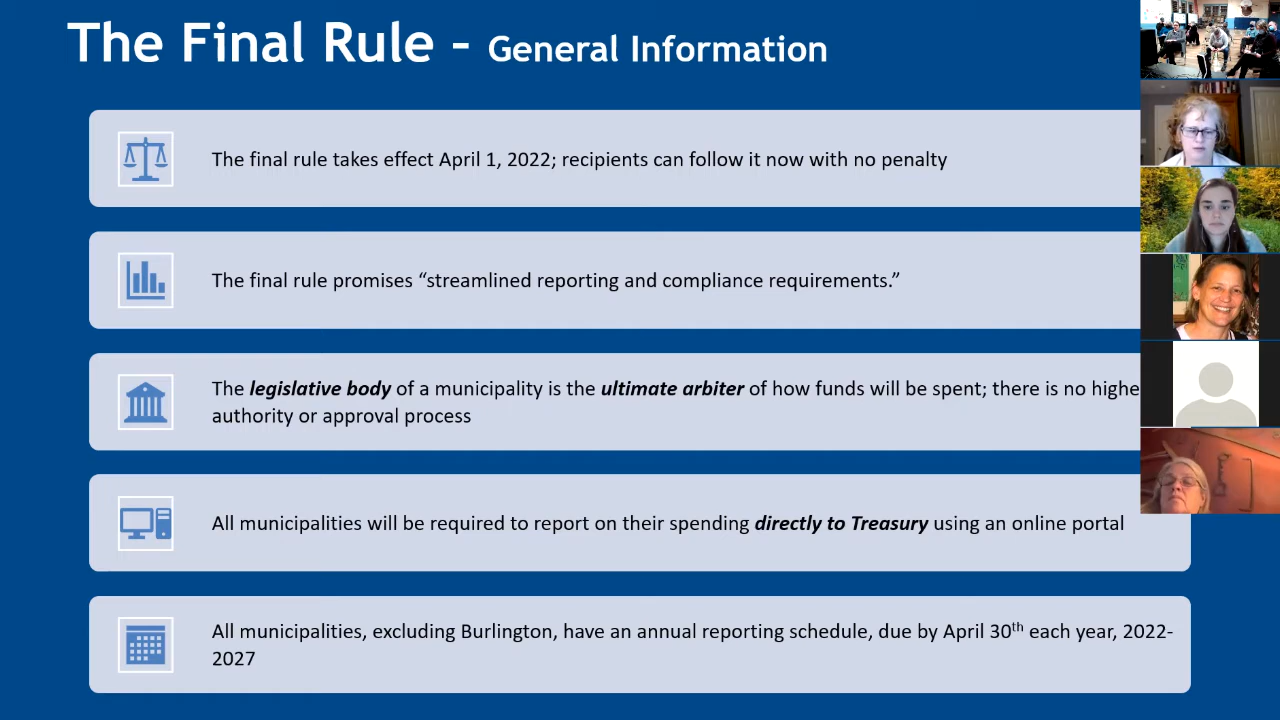 The Final Rule – General Information
The final rule takes effect April 1, 2022; recipients can follow it now with no penalty
The final rule promises “streamlined reporting and compliance requirements.”
The legislative body of a municipality is the ultimate arbiter of how funds will be spent; there is no highe
authority or approval process
All municipalities will be required to report on their spending directly to Treasury using an online portal
All municipalities, excluding Burlington, have an annual reporting schedule, due by April 30th each year, 2022-
2027